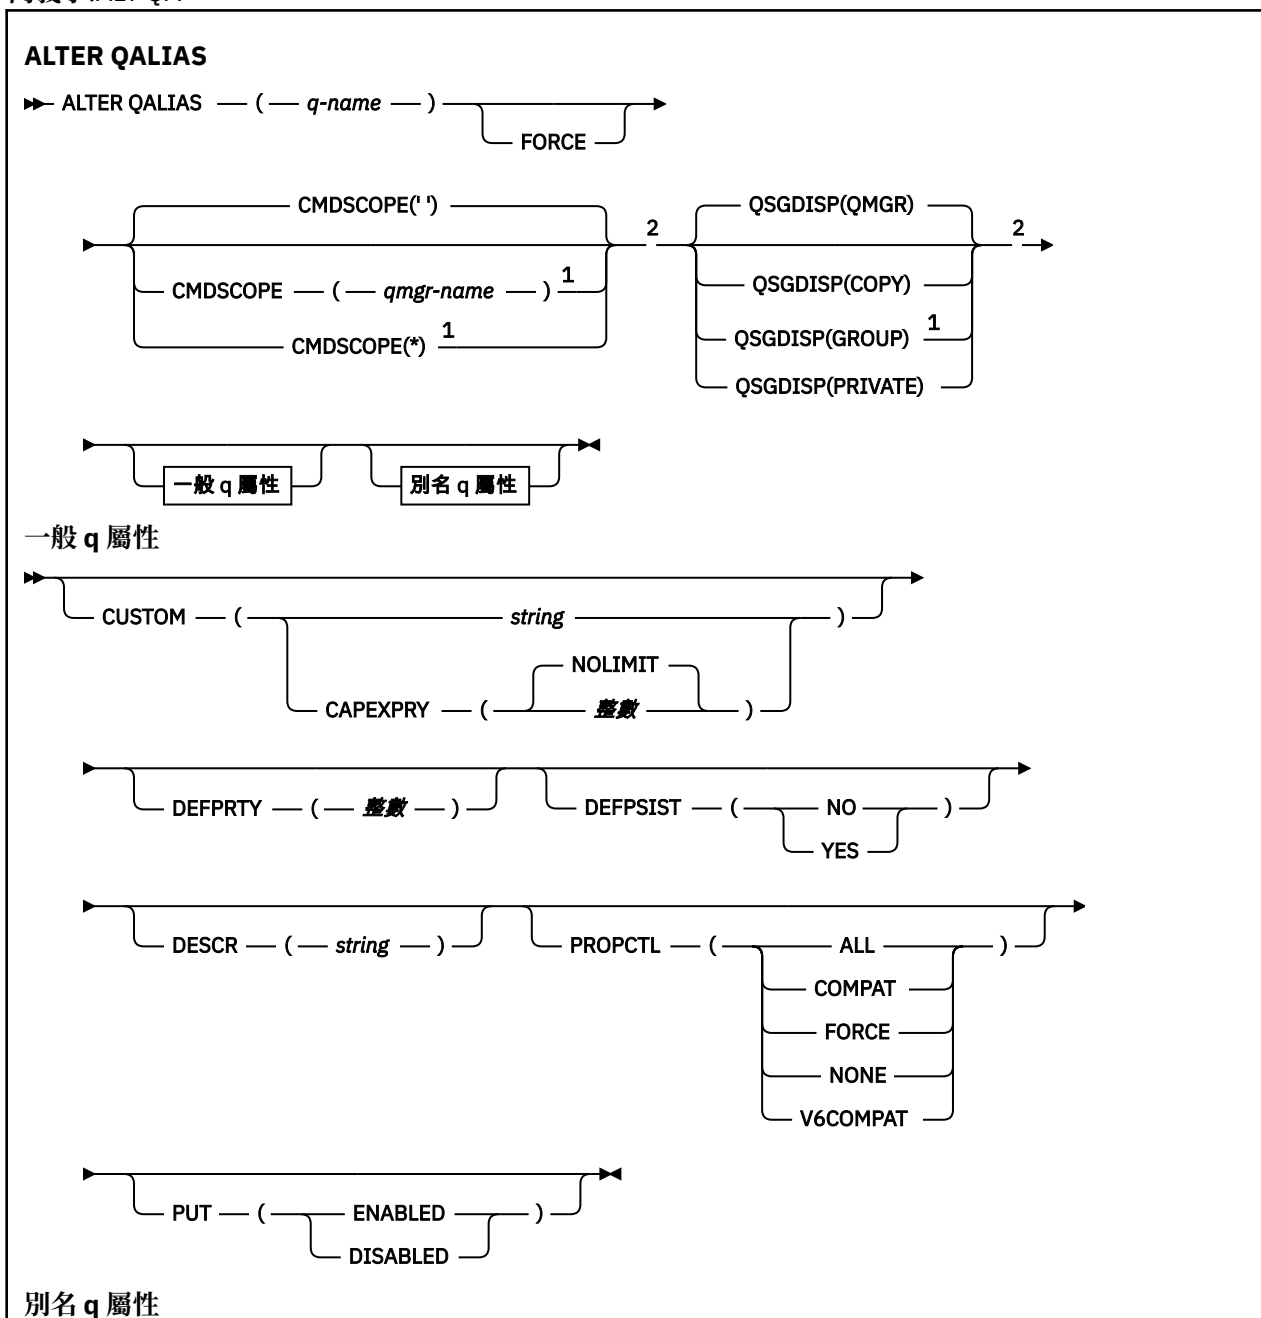 ALTER QALIAS
ALTER QALIAS ( q-name )
FORCE
CMDSCOPE(' ')
CMDSCOPE ( qmgr-name ) 1
CMDSCOPE(*) 1
2
QSGDISP(QMGR)
QSGDISP(COPY)
QSGDISP(GROUP) 1
QSGDISP(PRIVATE)
2
一般 q 屬性
別名 q 屬性
一般 q 屬性
CUSTOM ( string )
NOLIMIT
CAPEXPRY ( 整數 )
DEFPRTY ( 整數 )
DEFPSIST ( NO )
YES
DESCR ( string )
PROPCTL ( ALL )
COMPAT
FORCE
NONE
V6COMPAT
PUT ( ENABLED )
DISABLED
別名 q 屬性